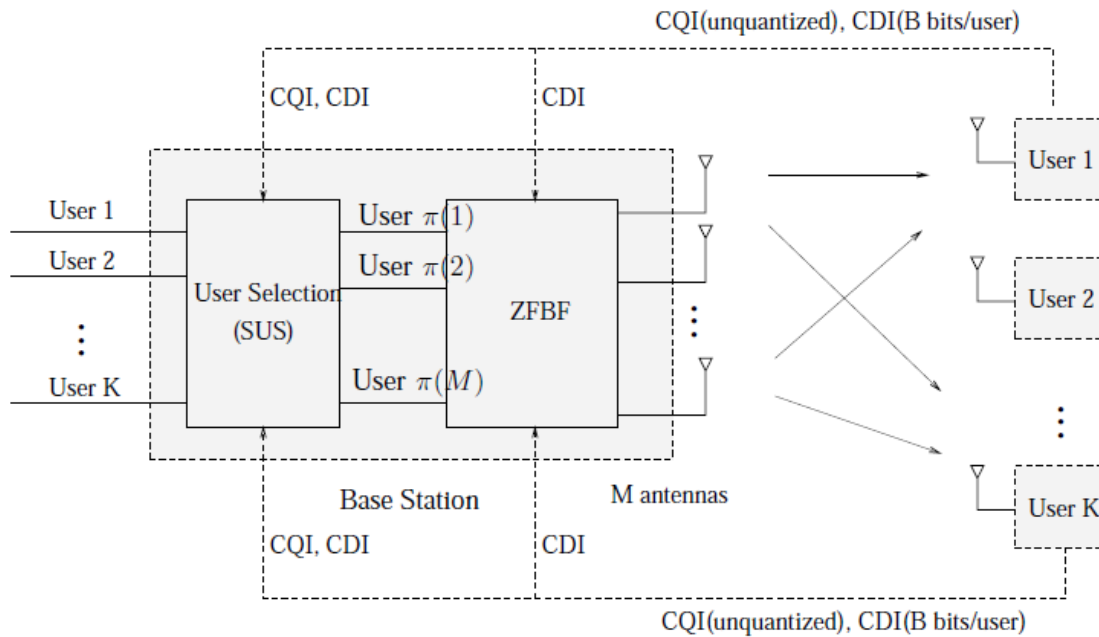 CQI(unquantized), CDI(B bits/user)
CQI, CDI
CDI
User 1
User 2
User K
User Selection
(SUS)
User π(1)
User π(2)
User π(M)
ZFBF
User 1
User 2
User K
Base Station
M antennas
CQI, CDI
CDI
CQI(unquantized), CDI(B bits/user)